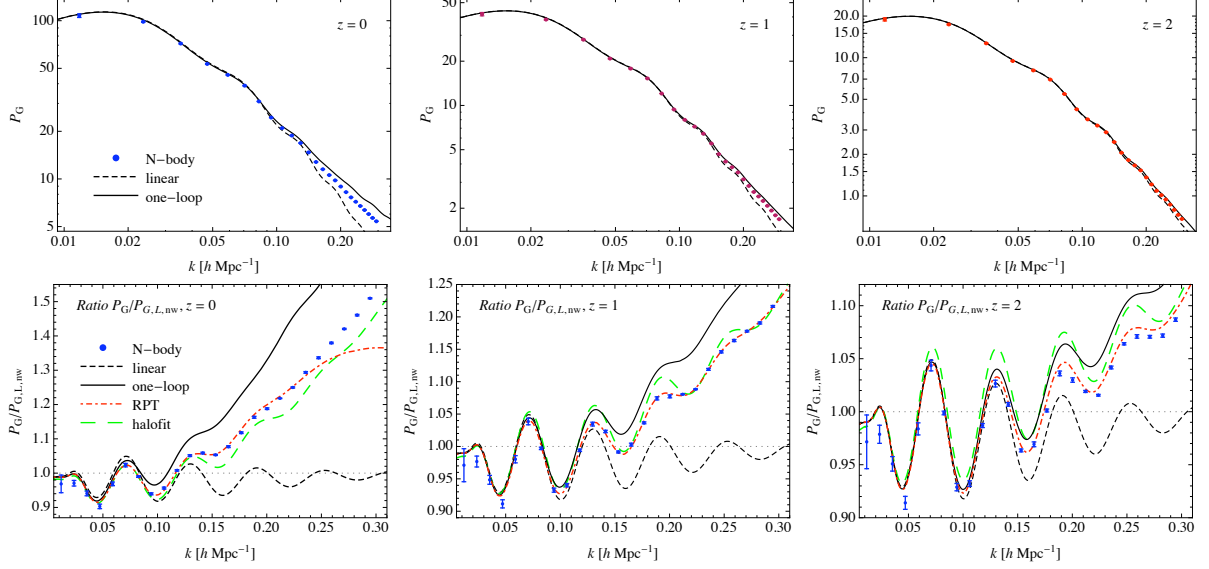 100
50
20
10
5
P_G
z = 0
N-body
linear
one-loop
0.01 0.02 0.05 0.10 0.20
k [h Mpc⁻¹]
50
20
10
5
2
P_G
z = 1
0.01 0.02 0.05 0.10 0.20
k [h Mpc⁻¹]
20.0
15.0
10.0
7.0
5.0
3.0
2.0
1.5
1.0
P_G
z = 2
0.01 0.02 0.05 0.10 0.20
k [h Mpc⁻¹]
1.5
1.4
1.3
1.2
1.1
1.0
0.9
P_G/P_{G,L,nw}
Ratio P_G/P_{G,L,nw}, z = 0
N-body
linear
one-loop
RPT
halofit
0.05 0.10 0.15 0.20 0.25 0.30
k [h Mpc⁻¹]
1.25
1.20
1.15
1.10
1.05
1.00
0.95
0.90
P_G/P_{G,L,nw}
Ratio P_G/P_{G,L,nw}, z = 1
0.05 0.10 0.15 0.20 0.25 0.30
k [h Mpc⁻¹]
1.10
1.05
1.00
0.95
0.90
P_G/P_{G,L,nw}
Ratio P_G/P_{G,L,nw}, z = 2
0.05 0.10 0.15 0.20 0.25 0.30
k [h Mpc⁻¹]